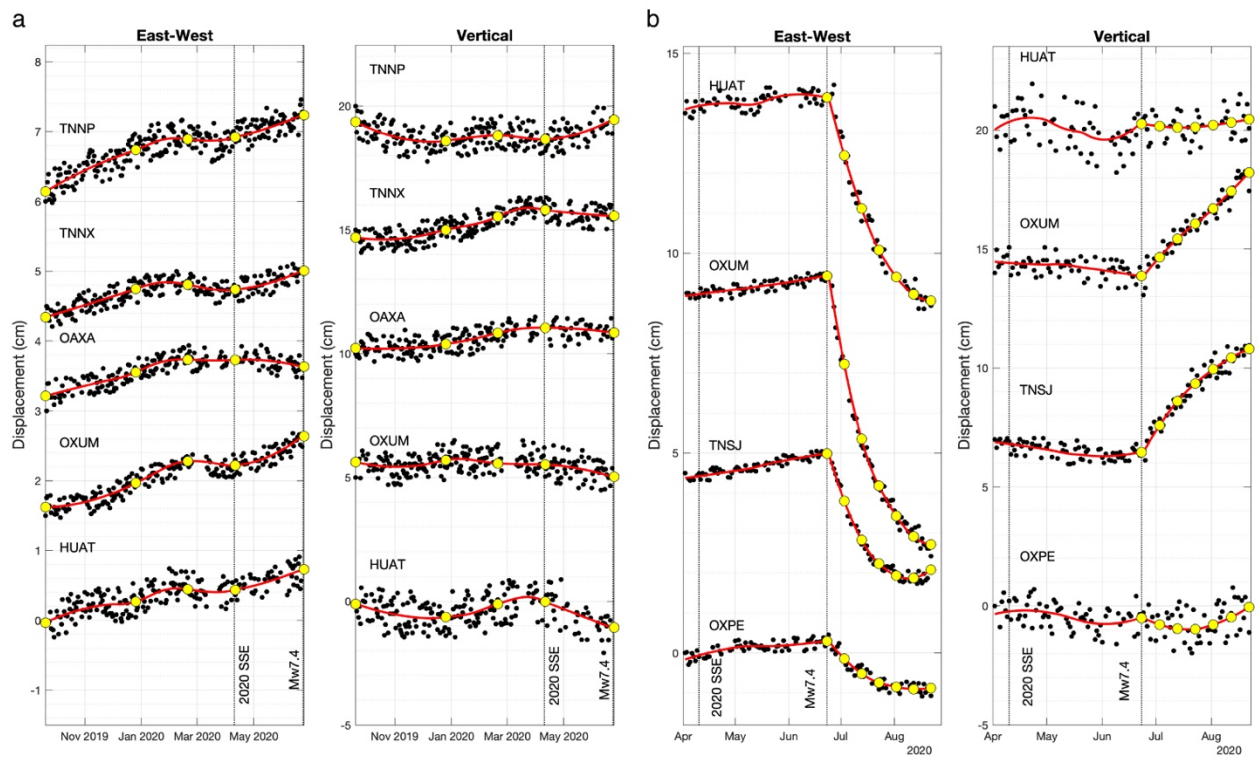 a
East-West
Vertical
Displacement (cm)
8
7
6
5
4
3
2
1
0
-1
TNNP
TNNX
OAXA
OXUM
HUAT
2020 SSE
Mw7.4
Nov 2019
Jan 2020
Mar 2020
May 2020
Displacement (cm)
20
15
10
5
0
-5
TNNP
TNNX
OAXA
OXUM
HUAT
2020 SSE
Mw7.4
Nov 2019
Jan 2020
Mar 2020
May 2020
b
East-West
Vertical
Displacement (cm)
15
10
5
0
HUAT
OXUM
TNSJ
OXPE
2020 SSE
Mw7.4
Apr
May
Jun
Jul
Aug
2020
Displacement (cm)
20
15
10
5
0
-5
HUAT
OXUM
TNSJ
OXPE
2020 SSE
Mw7.4
Apr
May
Jun
Jul
Aug
2020